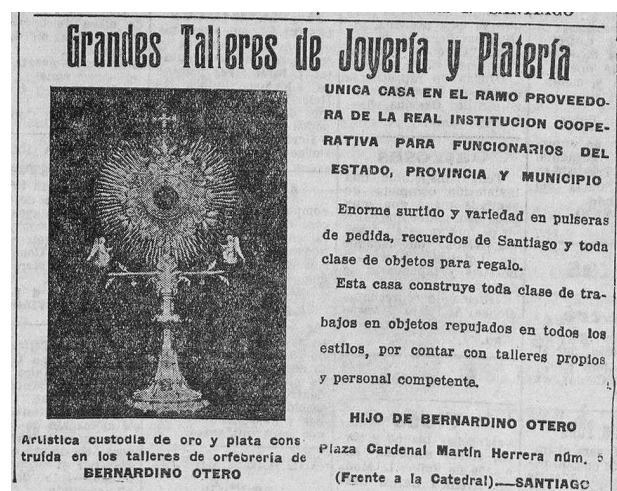 SANTIAGO
Grandes Talleres de Joyería y Platería
UNICA CASA EN EL RAMO PROVEEDO-
RA DE LA REAL INSTITUCION COOPE-
RATIVA PARA FUNCIONARIOS DEL
ESTADO, PROVINCIA Y MUNICIPIO
Enorme surtido y variedad en pulseras
de pedida, recuerdos de Santiago y toda
clase de objetos para regalo.
Esta casa construye toda clase de tra-
bajos en objetos repujados en todos los
estilos, por contar con talleres propios
y personal competente.
HIJO DE BERNARDINO OTERO
Plaza Cardenal Martín Herrera núm.
(Frente a la Catedral).—SANTIAGO
Artistica custodia de oro y plata cons
truída en los talleres de orfebrería de
BERNARDINO OTERO